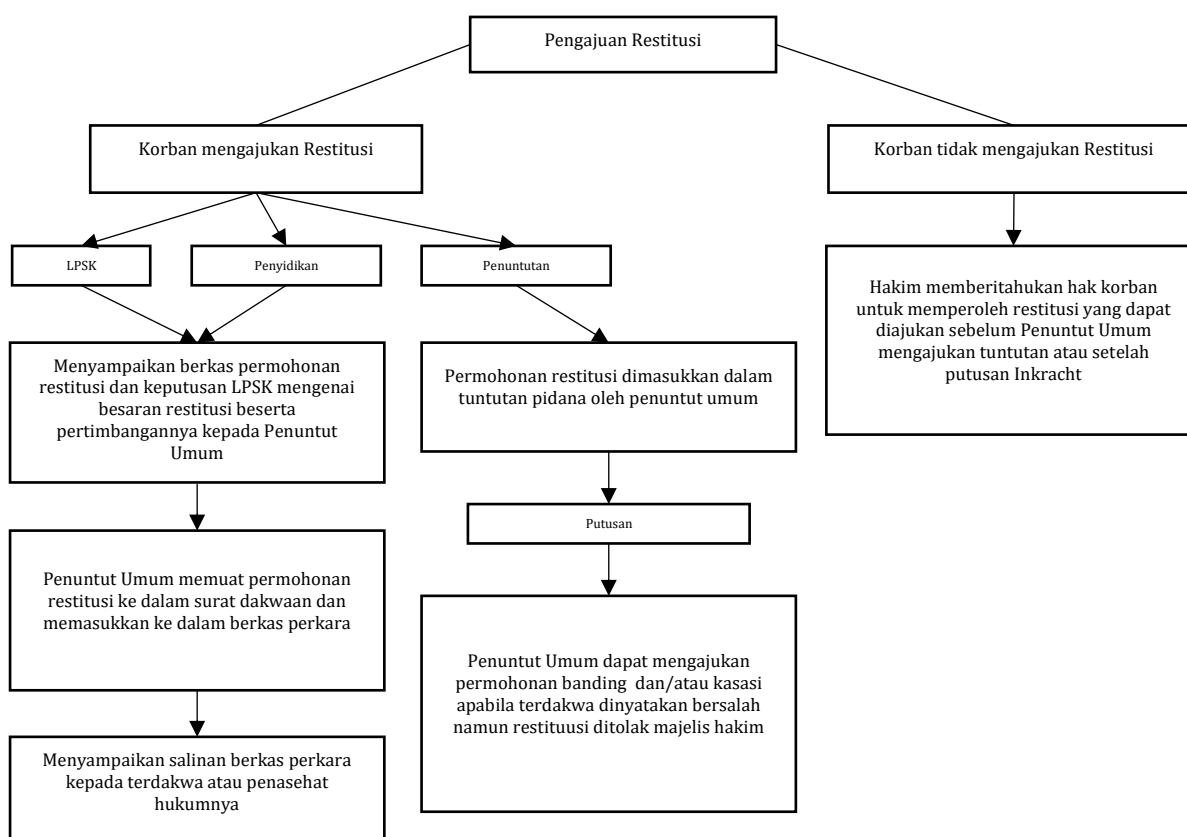 Pengajuan Restitusi
Korban mengajukan Restitusi
Korban tidak mengajukan Restitusi
LPSK
Penyidikan
Penuntutan
Menyampaikan berkas permohonan
restitusi dan keputusan LPSK mengenai
besaran restitusi beserta
pertimbangannya kepada Penuntut
Umum
Permohonan restitusi dimasukkan dalam
tuntutan pidana oleh penuntut umum
Hakim memberitahukan hak korban
untuk memperoleh restitusi yang dapat
diajukan sebelum Penuntut Umum
mengajukan tuntutan atau setelah
putusan Inkracht
Putusan
Penuntut Umum memuat permohonan
restitusi ke dalam surat dakwaan dan
memasukkan ke dalam berkas perkara
Penuntut Umum dapat mengajukan
permohonan banding dan/atau kasasi
apabila terdakwa dinyatakan bersalah
namun restituusi ditolak majelis hakim
Menyampaikan salinan berkas perkara
kepada terdakwa atau penasehat
hukumnya